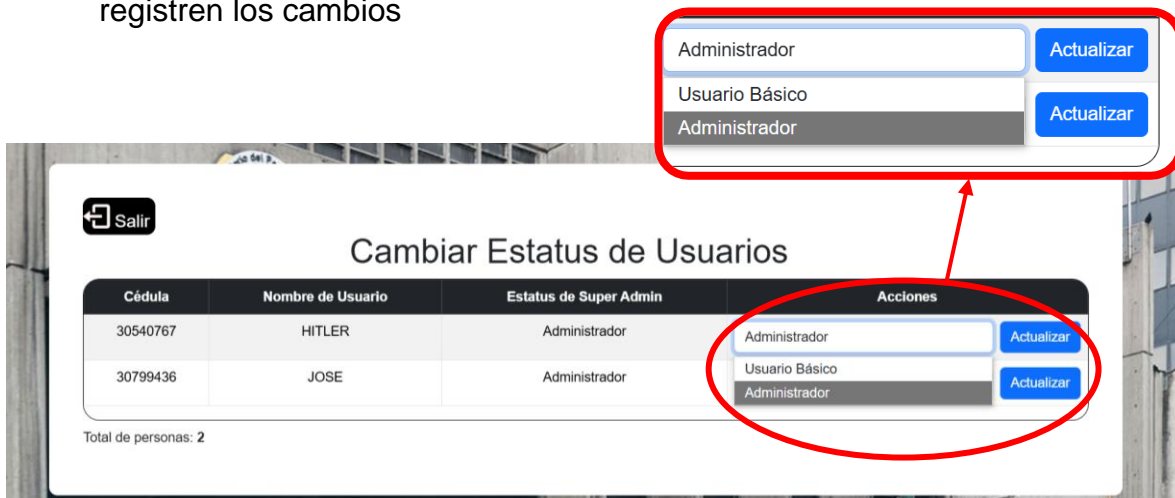 registren los cambios
Administrador Actualizar
Usuario Básico
Administrador Actualizar
Salir
Cambiar Estatus de Usuarios
Cédula Nombre de Usuario Estatus de Super Admin Acciones
30540767 HITLER Administrador Administrador Actualizar
Usuario Básico
30799436 JOSE Administrador Administrador Actualizar
Total de personas: 2